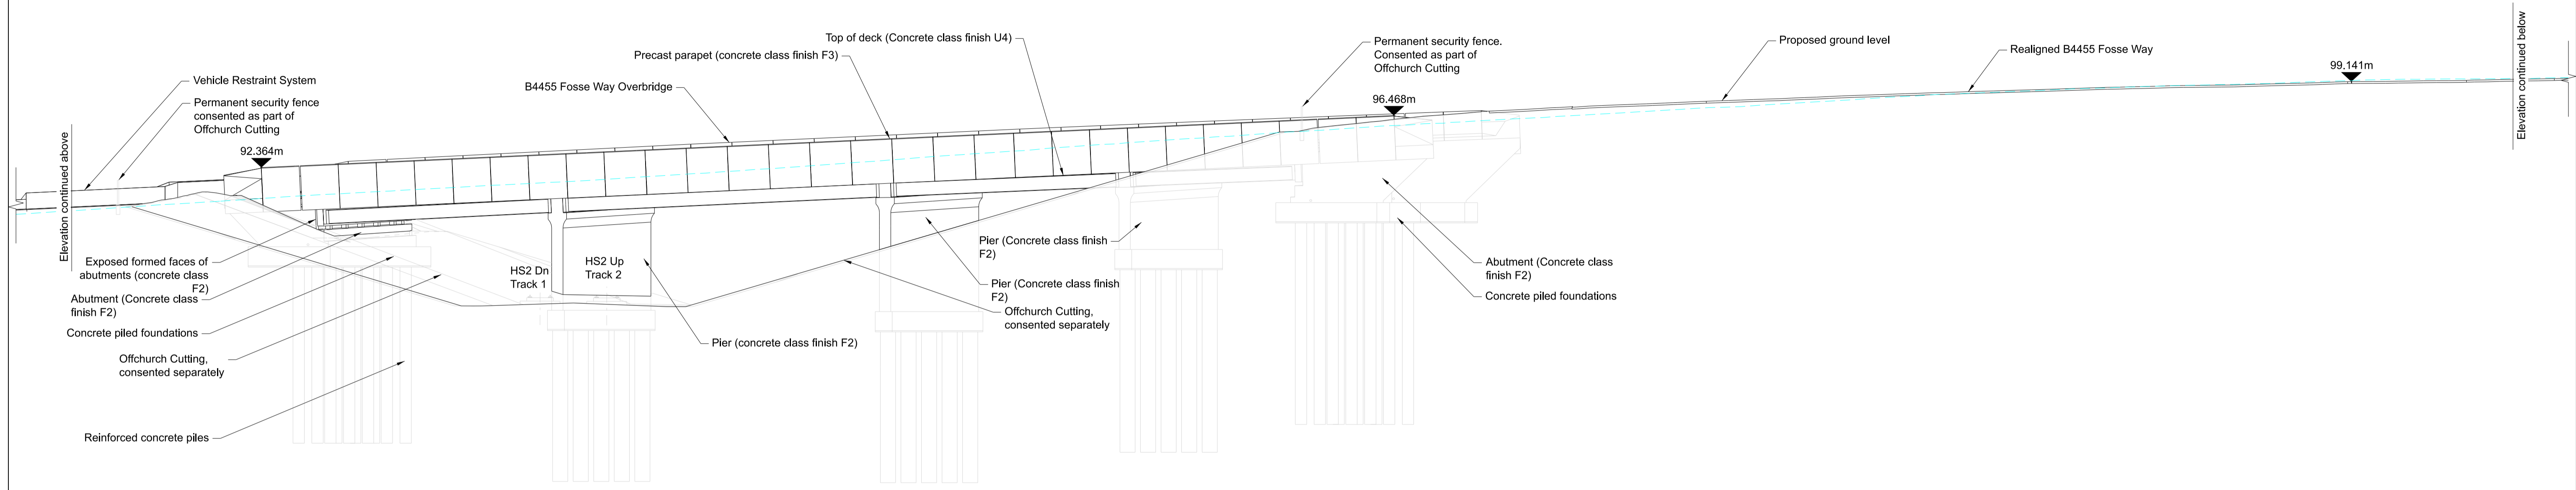 Elevation continued above
Vehicle Restraint System
Permanent security fence
consented as part of
Offchurch Cutting
92.364m
B4455 Fosse Way Overbridge
Precast parapet (concrete class finish F3)
Top of deck (Concrete class finish U4)
Permanent security fence.
Consented as part of
Offchurch Cutting
96.468m
Proposed ground level
Realigned B4455 Fosse Way
99.141m
Elevation continued below
Exposed formed faces of
abutments (concrete class
F2)
Abutment (Concrete class
finish F2)
Concrete piled foundations
Offchurch Cutting,
consented separately
Reinforced concrete piles
HS2 Dn
Track 1
HS2 Up
Track 2
Pier (concrete class finish F2)
Pier (Concrete class finish
F2)
Pier (Concrete class finish
F2)
Offchurch Cutting,
consented separately
Abutment (Concrete class
finish F2)
Concrete piled foundations